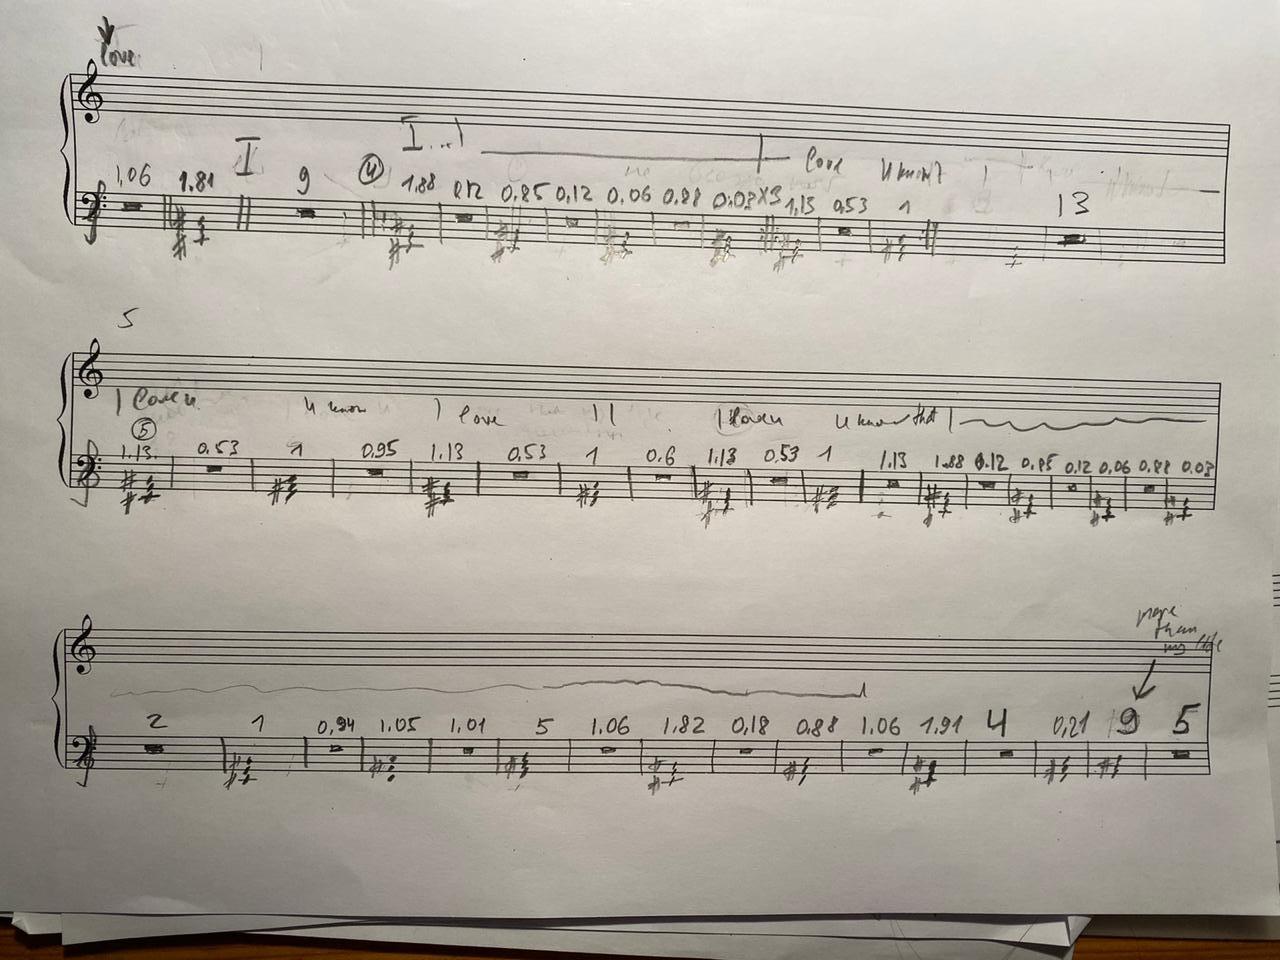 love
I...
I love u know?
1,06 1,81 9 4 1,88 0,12 0,85 0,12 0,06 0,88 0,03 x3 1,13 0,53 1 13
5
I love u u know I love I I u know that I
5
1.13. 0,53 1 0,95 1.13 0,53 1 0.6 1,13 0,53 1 1,13 1.88 0.12 0,85 0,12 0,06 0,88 0.03
more
than
my life
2 1 0,94 1.05 1,01 5 1.06 1.82 0,18 0,88 1.06 1,91 4 0,21 9 5